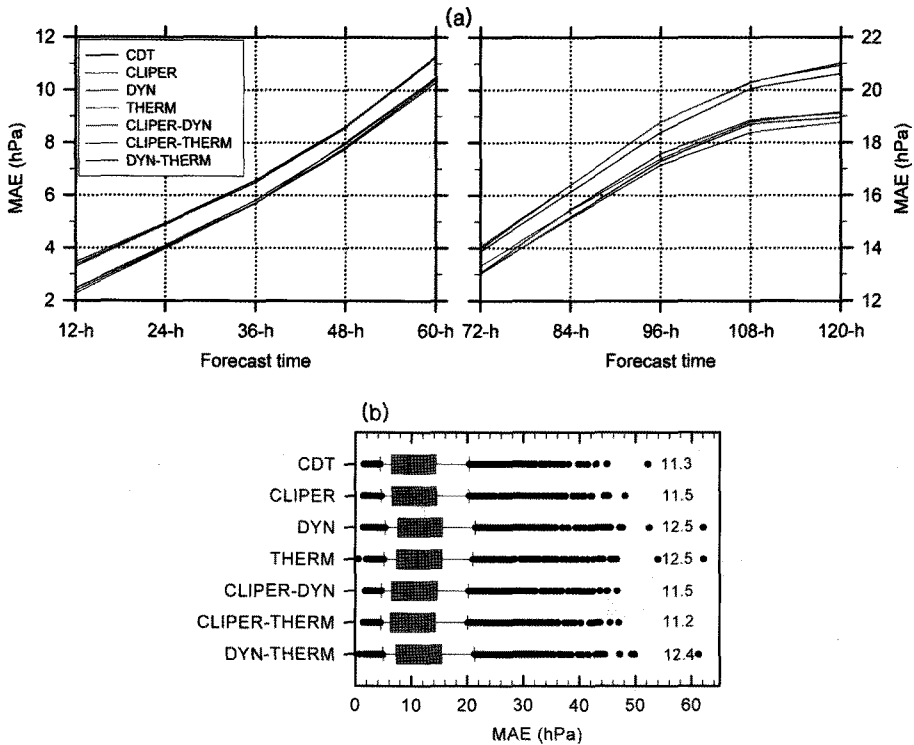 (a)
12
10
8
6
4
2
MAE (hPa)
CDT
CLIPER
DYN
THERM
CLIPER-DYN
CLIPER-THERM
DYN-THERM
12-h 24-h 36-h 48-h 60-h
Forecast time
22
20
18
16
14
12
MAE (hPa)
72-h 84-h 96-h 108-h 120-h
Forecast time
(b)
CDT 11.3
CLIPER 11.5
DYN 12.5
THERM 12.5
CLIPER-DYN 11.5
CLIPER-THERM 11.2
DYN-THERM 12.4
0 10 20 30 40 50 60
MAE (hPa)